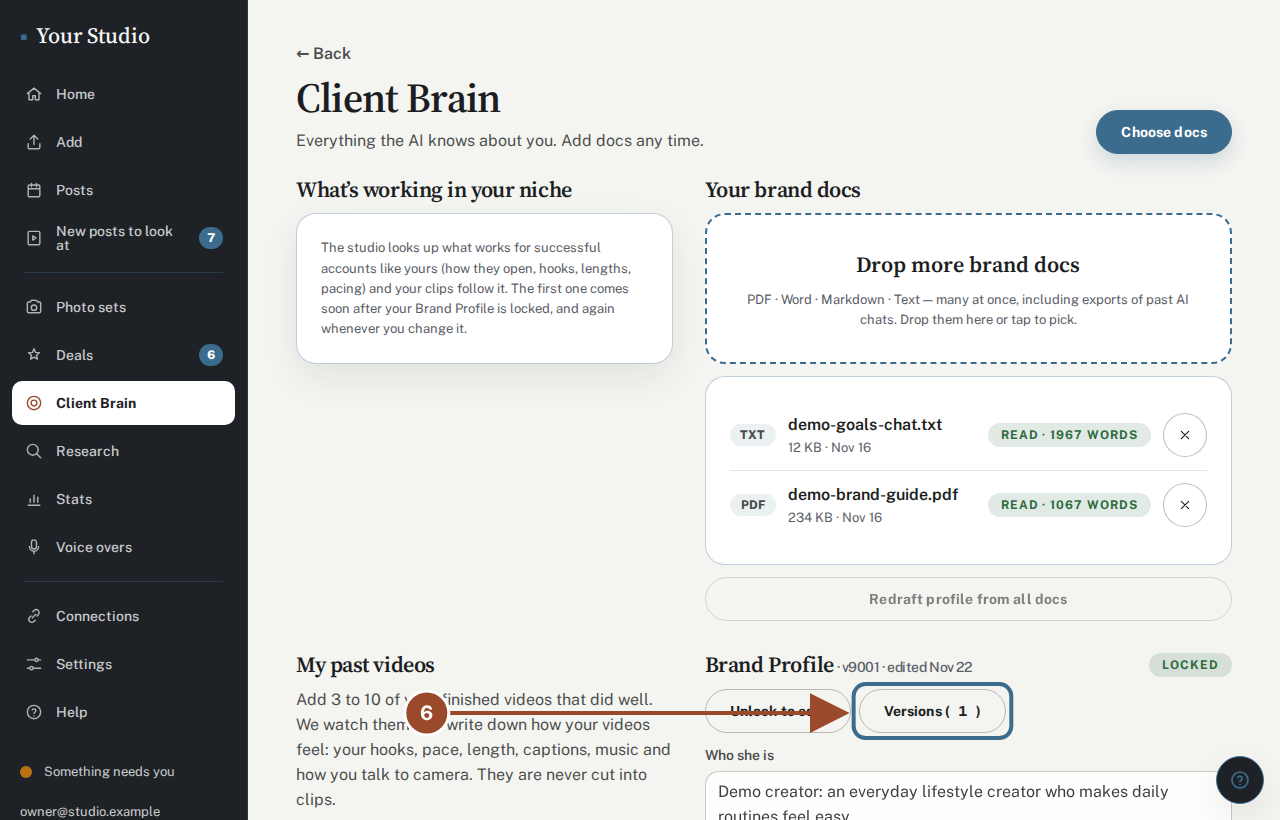 Your Studio
Home
Add
Posts
New posts to look
at
7
Photo sets
Deals
6
Client Brain
Research
Stats
Voice overs
Connections
Settings
Help
Something needs you
owner@studio.example
← Back
Client Brain
Everything the AI knows about you. Add docs any time.
Choose docs
What's working in your niche
The studio looks up what works for successful
accounts like yours (how they open, hooks, lengths,
pacing) and your clips follow it. The first one comes
soon after your Brand Profile is locked, and again
whenever you change it.
Your brand docs
Drop more brand docs
PDF · Word · Markdown · Text — many at once, including exports of past AI
chats. Drop them here or tap to pick.
TXT
demo-goals-chat.txt
12 KB · Nov 16
READ · 1967 WORDS
PDF
demo-brand-guide.pdf
234 KB · Nov 16
READ · 1067 WORDS
Redraft profile from all docs
My past videos
Add 3 to 10 of finished videos that did well.
We watch them write down how your videos
feel: your hooks, pace, length, captions, music and
how you talk to camera. They are never cut into
clips.
6
Brand Profile · v9001 · edited Nov 22
LOCKED
Unlock to
Versions ( 1 )
Who she is
Demo creator: an everyday lifestyle creator who makes daily
routines feel easy